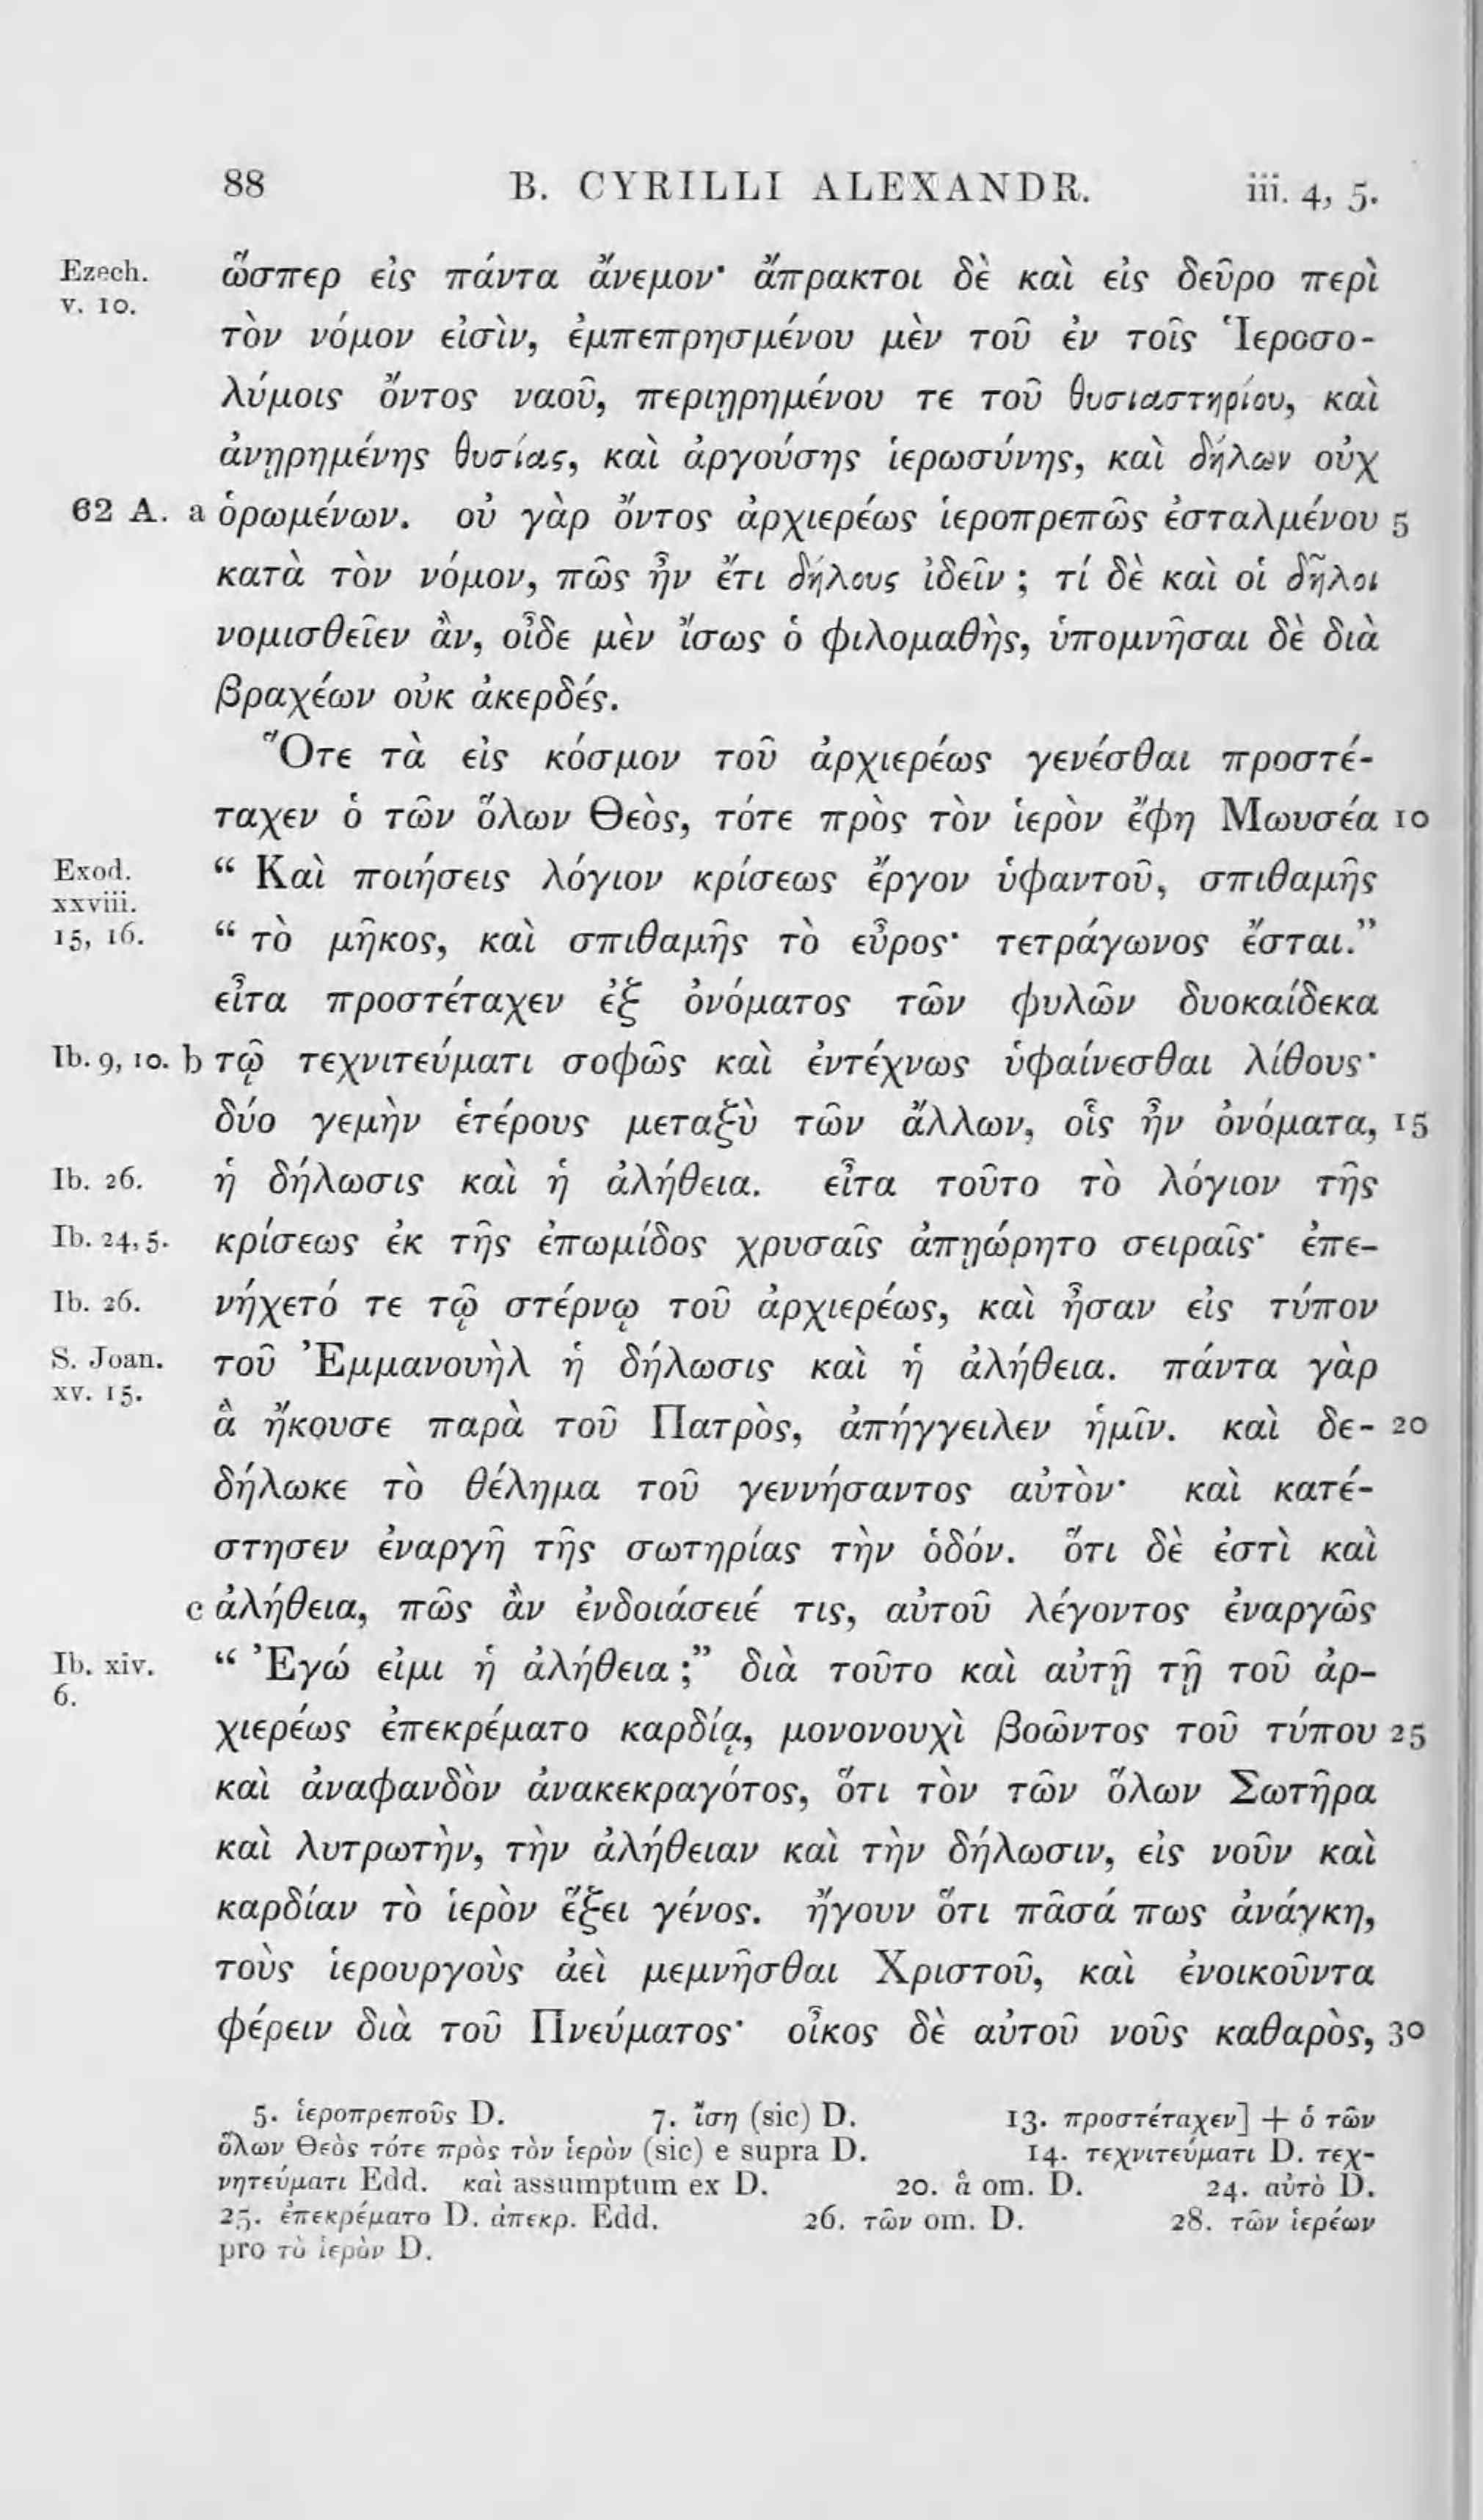 88 B. CYRILLI ALEXANDR. iii. 4, 5.
Ezech. ὥσπερ εἰς πάντα ἄνεμον· ἄπρακτοι δὲ καὶ εἰς δεῦρο περὶ
v. 10.
τὸν νόμον εἰσὶν, ἐμπεπρησμένου μὲν τοῦ ἐν τοῖς Ἱεροσο-
λύμοις ὄντος ναοῦ, περιῃρημένου τε τοῦ θυσιαστηρίου, καὶ
ἀνῃρημένης θυσίας, καὶ ἀργούσης ἱερωσύνης, καὶ δήλων οὐχ
62 A. a ὁρωμένων. οὐ γὰρ ὄντος ἀρχιερέως ἱεροπρεπῶς ἐσταλμένου 5
κατὰ τὸν νόμον, πῶς ἦν ἔτι δήλους ἰδεῖν ; τί δὲ καὶ οἱ δῆλοι
νομισθεῖεν ἂν, οἶδε μὲν ἴσως ὁ φιλομαθὴς, ὑπομνῆσαι δὲ διὰ
βραχέων οὐκ ἀκερδές.
Ὅτε τὰ εἰς κόσμον τοῦ ἀρχιερέως γενέσθαι προστέ-
ταχεν ὁ τῶν ὅλων Θεὸς, τότε πρὸς τὸν ἱερὸν ἔφη Μωυσέα 10
Exod. “ Καὶ ποιήσεις λόγιον κρίσεως ἔργον ὑφαντοῦ, σπιθαμῆς
xxviii.
15, 16. “ τὸ μῆκος, καὶ σπιθαμῆς τὸ εὖρος· τετράγωνος ἔσται.”
εἶτα προστέταχεν ἐξ ὀνόματος τῶν φυλῶν δυοκαίδεκα
Ib. 9, 10. b τῷ τεχνιτεύματι σοφῶς καὶ ἐντέχνως ὑφαίνεσθαι λίθους·
δύο γεμὴν ἑτέρους μεταξὺ τῶν ἄλλων, οἷς ἦν ὀνόματα, 15
Ib. 26. ἡ δήλωσις καὶ ἡ ἀλήθεια. εἶτα τοῦτο τὸ λόγιον τῆς
Ib. 24, 5. κρίσεως ἐκ τῆς ἐπωμίδος χρυσαῖς ἀπῃώρητο σειραῖς· ἐπε-
Ib. 26. νήχετό τε τῷ στέρνῳ τοῦ ἀρχιερέως, καὶ ἦσαν εἰς τύπον
S. Joan. τοῦ Ἐμμανουὴλ ἡ δήλωσις καὶ ἡ ἀλήθεια. πάντα γὰρ
xv. 15.
ἃ ἤκουσε παρὰ τοῦ Πατρὸς, ἀπήγγειλεν ἡμῖν. καὶ δε- 20
δήλωκε τὸ θέλημα τοῦ γεννήσαντος αὐτὸν· καὶ κατέ-
στησεν ἐναργῆ τῆς σωτηρίας τὴν ὁδόν. ὅτι δὲ ἐστὶ καὶ
c ἀλήθεια, πῶς ἂν ἐνδοιάσειέ τις, αὐτοῦ λέγοντος ἐναργῶς
Ib. xiv. “ Ἐγώ εἰμι ἡ ἀλήθεια ;” διὰ τοῦτο καὶ αὐτῇ τῇ τοῦ ἀρ-
6.
χιερέως ἐπεκρέματο καρδίᾳ, μονονουχὶ βοῶντος τοῦ τύπου 25
καὶ ἀναφανδὸν ἀνακεκραγότος, ὅτι τὸν τῶν ὅλων Σωτῆρα
καὶ λυτρωτὴν, τὴν ἀλήθειαν καὶ τὴν δήλωσιν, εἰς νοῦν καὶ
καρδίαν τὸ ἱερὸν ἕξει γένος. ἤγουν ὅτι πᾶσά πως ἀνάγκη,
τοὺς ἱερουργοὺς ἀεὶ μεμνῆσθαι Χριστοῦ, καὶ ἐνοικοῦντα
φέρειν διὰ τοῦ Πνεύματος· οἶκος δὲ αὐτοῦ νοῦς καθαρὸς, 30
5. ἱεροπρεποῦς D. 7. ἴση (sic) D. 13. προστέταχεν] + ὁ τῶν
ὅλων Θεὸς τότε πρὸς τὸν ἱερὸν (sic) e supra D. 14. τεχνιτεύματι D. τεχ-
νητεύματι Edd. καὶ assumptum ex D. 20. ἃ om. D. 24. αὐτὸ D.
25. ἐπεκρέματο D. ἀπεκρ. Edd. 26. τῶν om. D. 28. τῶν ἱερέων
pro τὸ ἱερὸν D.